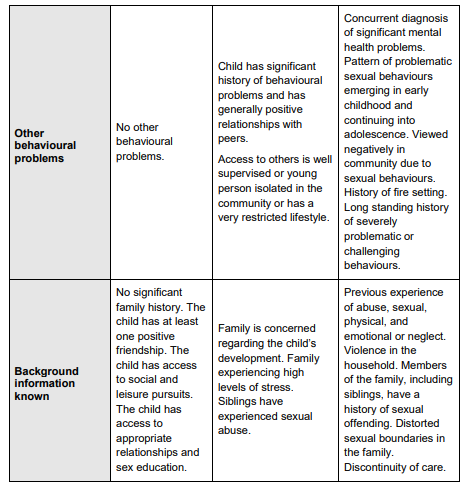 Other
behavioural
problems
No other
behavioural
problems.
Child has significant
history of behavioural
problems and has
generally positive
relationships with
peers.
Access to others is well
supervised or young
person isolated in the
community or has a
very restricted lifestyle.
Concurrent diagnosis
of significant mental
health problems.
Pattern of problematic
sexual behaviours
emerging in early
childhood and
continuing into
adolescence. Viewed
negatively in
community due to
sexual behaviours.
History of fire setting.
Long standing history
of severely
problematic or
challenging
behaviours.
Background
information
known
No significant
family history. The
child has at least
one positive
friendship. The
child has access
to social and
leisure pursuits.
The child has
access to
appropriate
relationships and
sex education.
Family is concerned
regarding the child's
development. Family
experiencing high
levels of stress.
Siblings have
experienced sexual
abuse.
Previous experience
of abuse, sexual,
physical, and
emotional or neglect.
Violence in the
household. Members
of the family, including
siblings, have a
history of sexual
offending. Distorted
sexual boundaries in
the family.
Discontinuity of care.